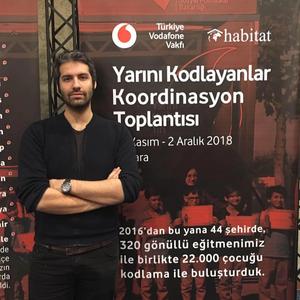 Türkiye
Vodafone
Vakfı
habitat
Yarını Kodlayanlar
Koordinasyon
Toplantısı
Kasım - 2 Aralık 2018
2016'dan bu yana 44 şehirde,
320 gönüllü eğitmenimiz
ile birlikte 22.000 çocuğu
kodlama ile buluşturduk.